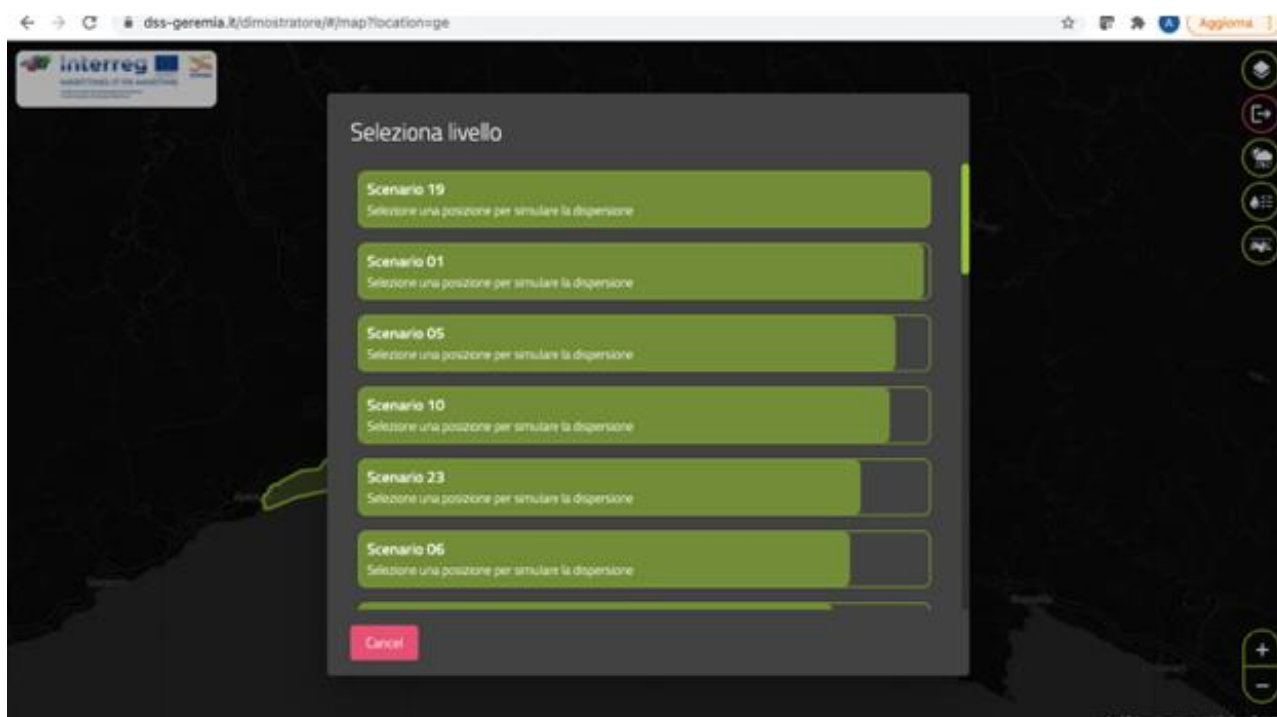 dss-geremia.it/dimostratore/#/map?location=ge
Aggiorna
Interreg
Seleziona livello
Scenario 19
Selezione una posizione per simulare la dispersione
Scenario 01
Selezione una posizione per simulare la dispersione
Scenario 05
Selezione una posizione per simulare la dispersione
Scenario 10
Selezione una posizione per simulare la dispersione
Scenario 23
Selezione una posizione per simulare la dispersione
Scenario 06
Selezione una posizione per simulare la dispersione
Cancel